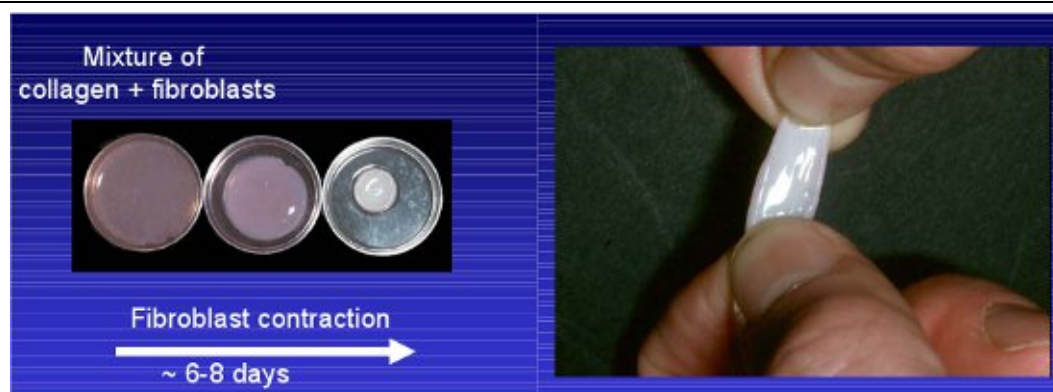 Mixture of
collagen + fibroblasts
Fibroblast contraction
~ 6-8 days